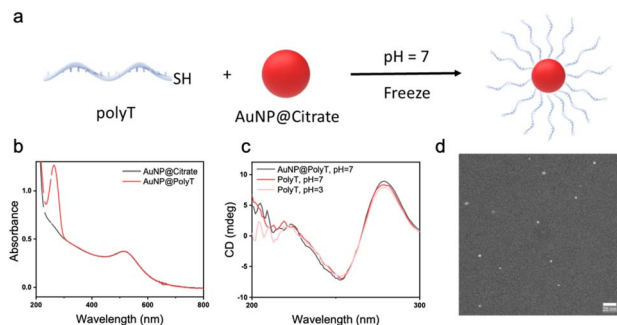 a
polyT
SH
+
AuNP@Citrate
pH = 7
Freeze
b
AuNP@Citrate
AuNP@PolyT
1.0
0.5
0.0
Absorbance
200 400 600 800
Wavelength (nm)
c
AuNP@PolyT, pH=7
PolyT, pH=7
PolyT, pH=3
10
5
0
-5
-10
CD (mdeg)
200 300
Wavelength (nm)
d